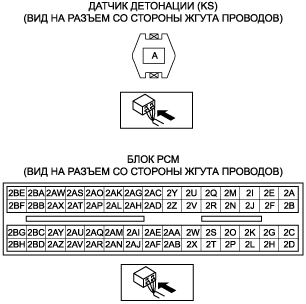 ДАТЧИК ДЕТОНАЦИИ (KS)
(ВИД НА РАЗЪЕМ СО СТОРОНЫ ЖГУТА ПРОВОДОВ)
A
БЛОК PCM
(ВИД НА РАЗЪЕМ СО СТОРОНЫ ЖГУТА ПРОВОДОВ)
2BE 2BA 2AW 2AS 2AO 2AK 2AG 2AC 2Y 2U 2Q 2M 2I 2E 2A
2BF 2BB 2AX 2AT 2AP 2AL 2AH 2AD 2Z 2V 2R 2N 2J 2F 2B
2BG 2BC 2AY 2AU 2AQ 2AM 2AI 2AE 2AA 2W 2S 2O 2K 2G 2C
2BH 2BD 2AZ 2AV 2AR 2AN 2AJ 2AF 2AB 2X 2T 2P 2L 2H 2D